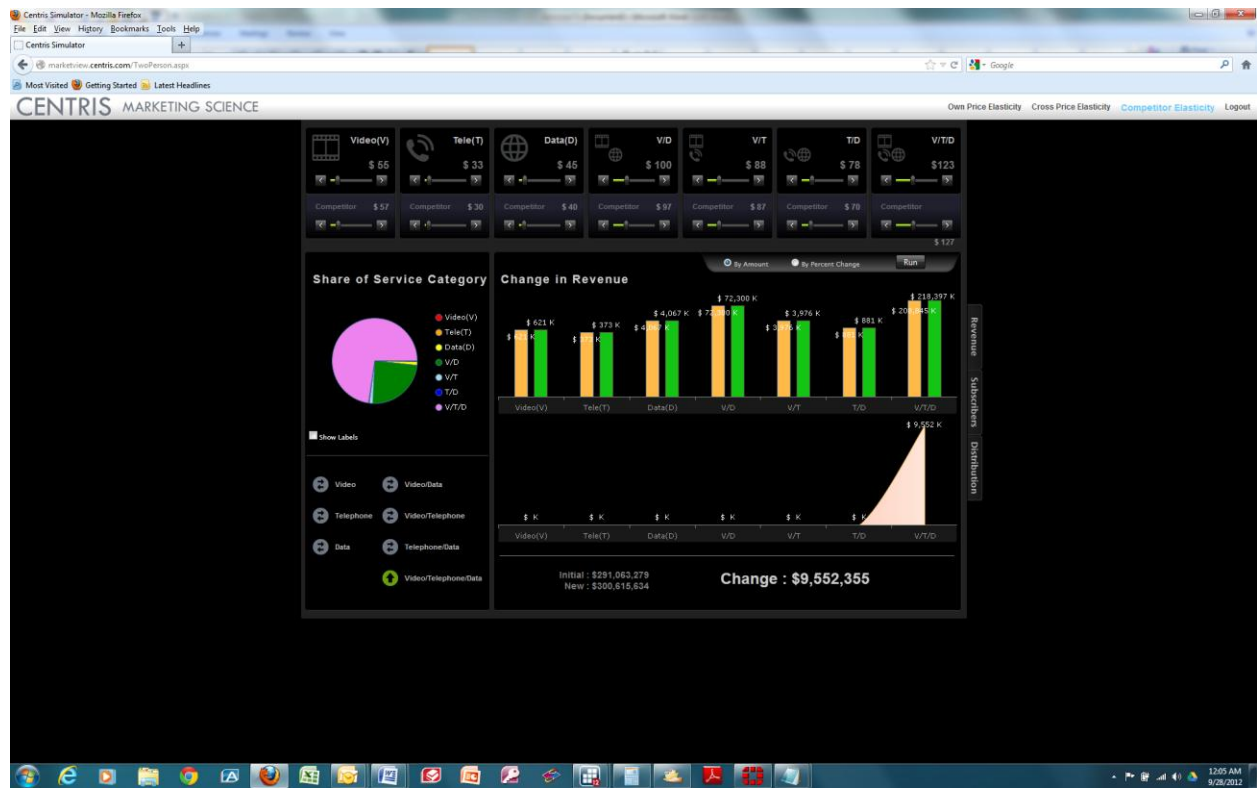 Centris Simulator - Mozilla Firefox
File Edit View History Bookmarks Tools Help
Centris Simulator +
marketview.centris.com/TwoPerson.aspx
Google
Most Visited Getting Started Latest Headlines
CENTRIS MARKETING SCIENCE
Own Price Elasticity Cross Price Elasticity Competitor Elasticity Logout
Video(V) Tele(T) Data(D) V/D V/T T/D V/T/D
$ 55 $ 33 $ 45 $ 100 $ 88 $ 78 $123
Competitor $ 57 Competitor $ 30 Competitor $ 40 Competitor $ 97 Competitor $ 87 Competitor $ 70 Competitor
$ 127
By Amount By Percent Change Run
Share of Service Category
Video(V)
Tele(T)
Data(D)
V/D
V/T
T/D
V/T/D
Show Labels
Video Video/Data
Telephone Video/Telephone
Data Telephone/Data
Video/Telephone/Data
Change in Revenue
$ 621 K $ 373 K $ 4,067 K $ 72,300 K $ 3,976 K $ 881 K $ 218,397 K
Video(V) Tele(T) Data(D) V/D V/T T/D V/T/D
$ 9,552 K
$ K $ K $ K $ K $ K $ K
Video(V) Tele(T) Data(D) V/D V/T T/D V/T/D
Initial : $291,063,279
New : $300,615,634
Change : $9,552,355
Revenue
Subscribers
Distribution
12:05 AM
9/28/2012